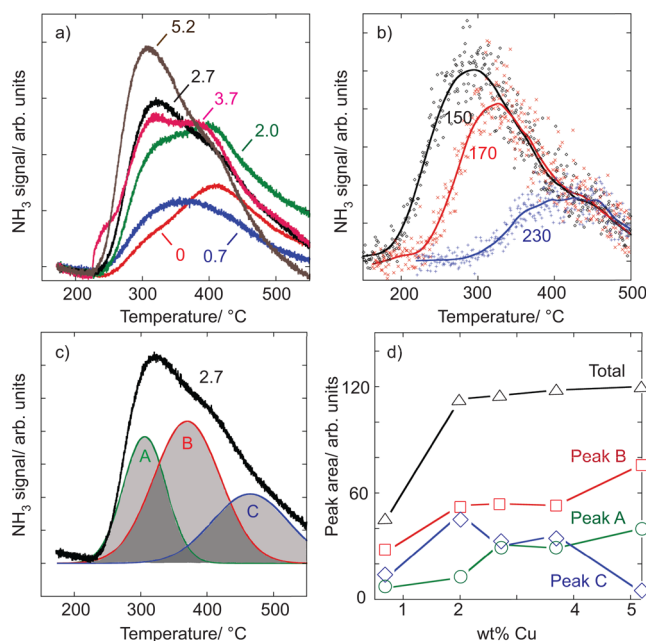 a)
5.2
2.7
3.7
2.0
0
0.7
NH₃ signal/ arb. units
200 300 400 500
Temperature/ °C
b)
150
170
230
NH₃ signal/ arb. units
200 300 400 500
Temperature/ °C
c)
2.7
A
B
C
NH₃ signal/ arb. units
200 300 400 500
Temperature/ °C
d)
Total
Peak B
Peak A
Peak C
Peak area/ arb. units
120
60
0
1 2 4 5
wt% Cu